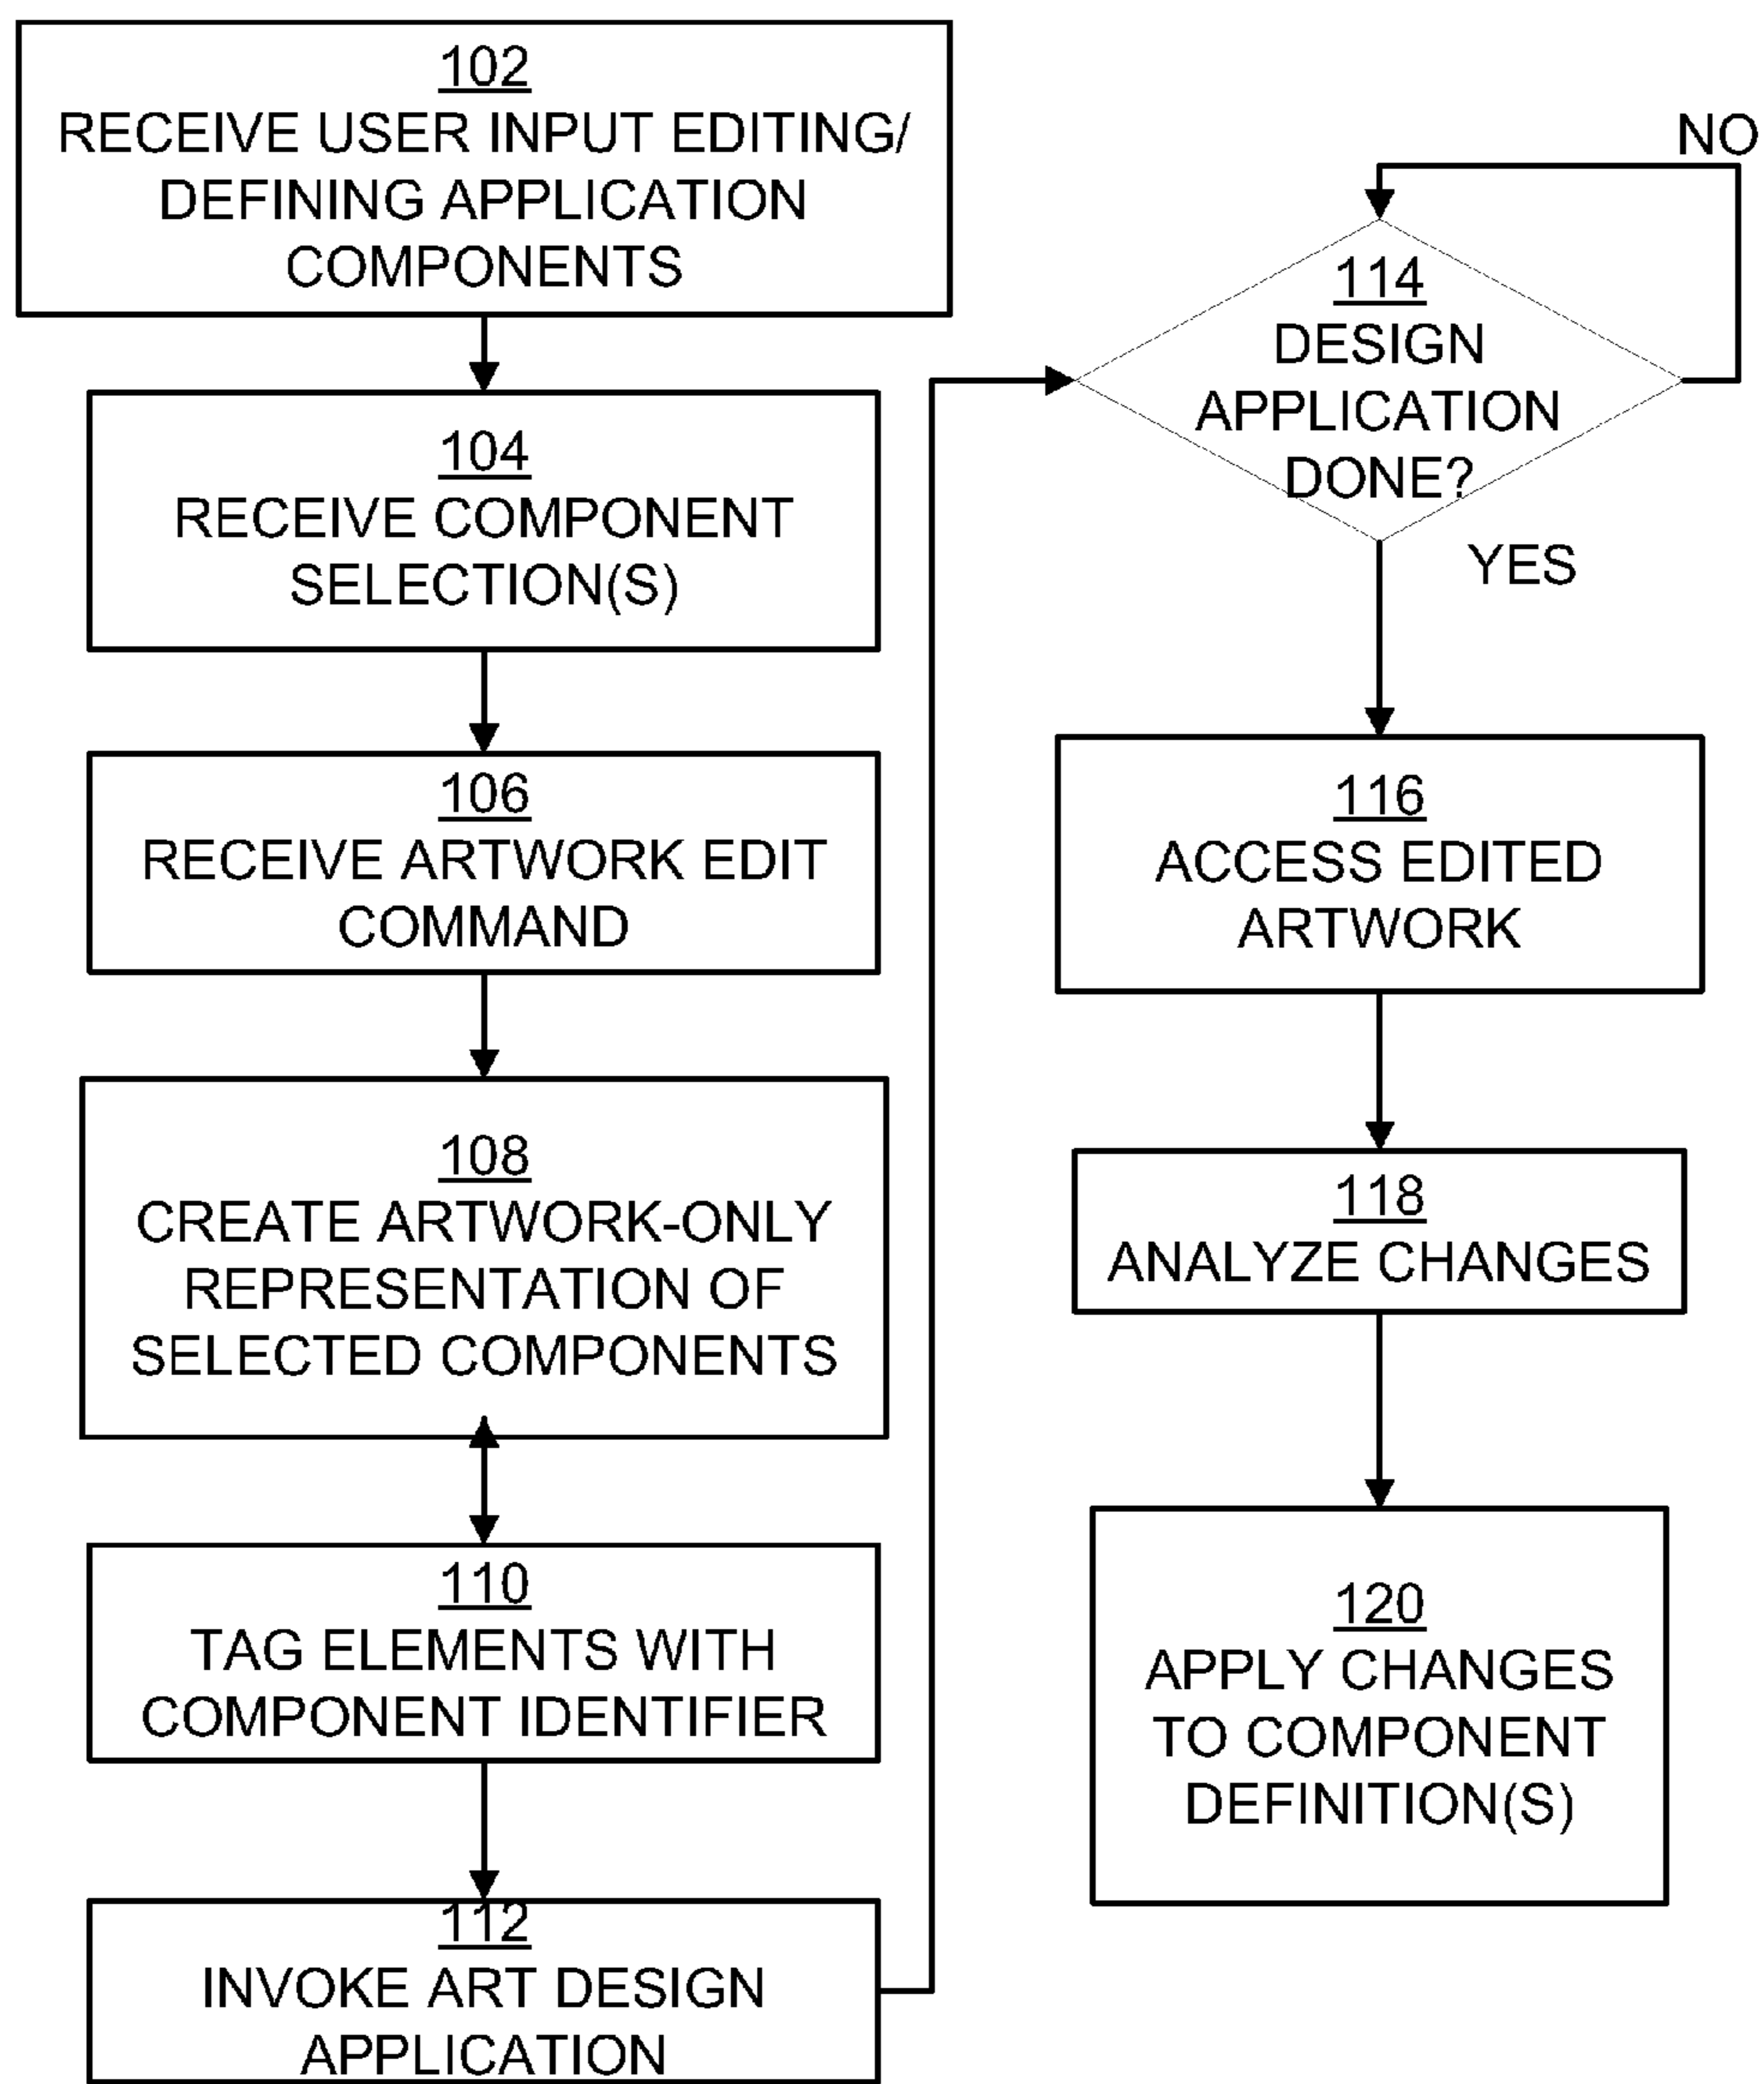 102
RECEIVE USER INPUT EDITING/
DEFINING APPLICATION
COMPONENTS
104
RECEIVE COMPONENT
SELECTION(S)
106
RECEIVE ARTWORK EDIT
COMMAND
108
CREATE ARTWORK-ONLY
REPRESENTATION OF
SELECTED COMPONENTS
110
TAG ELEMENTS WITH
COMPONENT IDENTIFIER
112
INVOKE ART DESIGN
APPLICATION
NO
114
DESIGN
APPLICATION
DONE?
YES
116
ACCESS EDITED
ARTWORK
118
ANALYZE CHANGES
120
APPLY CHANGES
TO COMPONENT
DEFINITION(S)